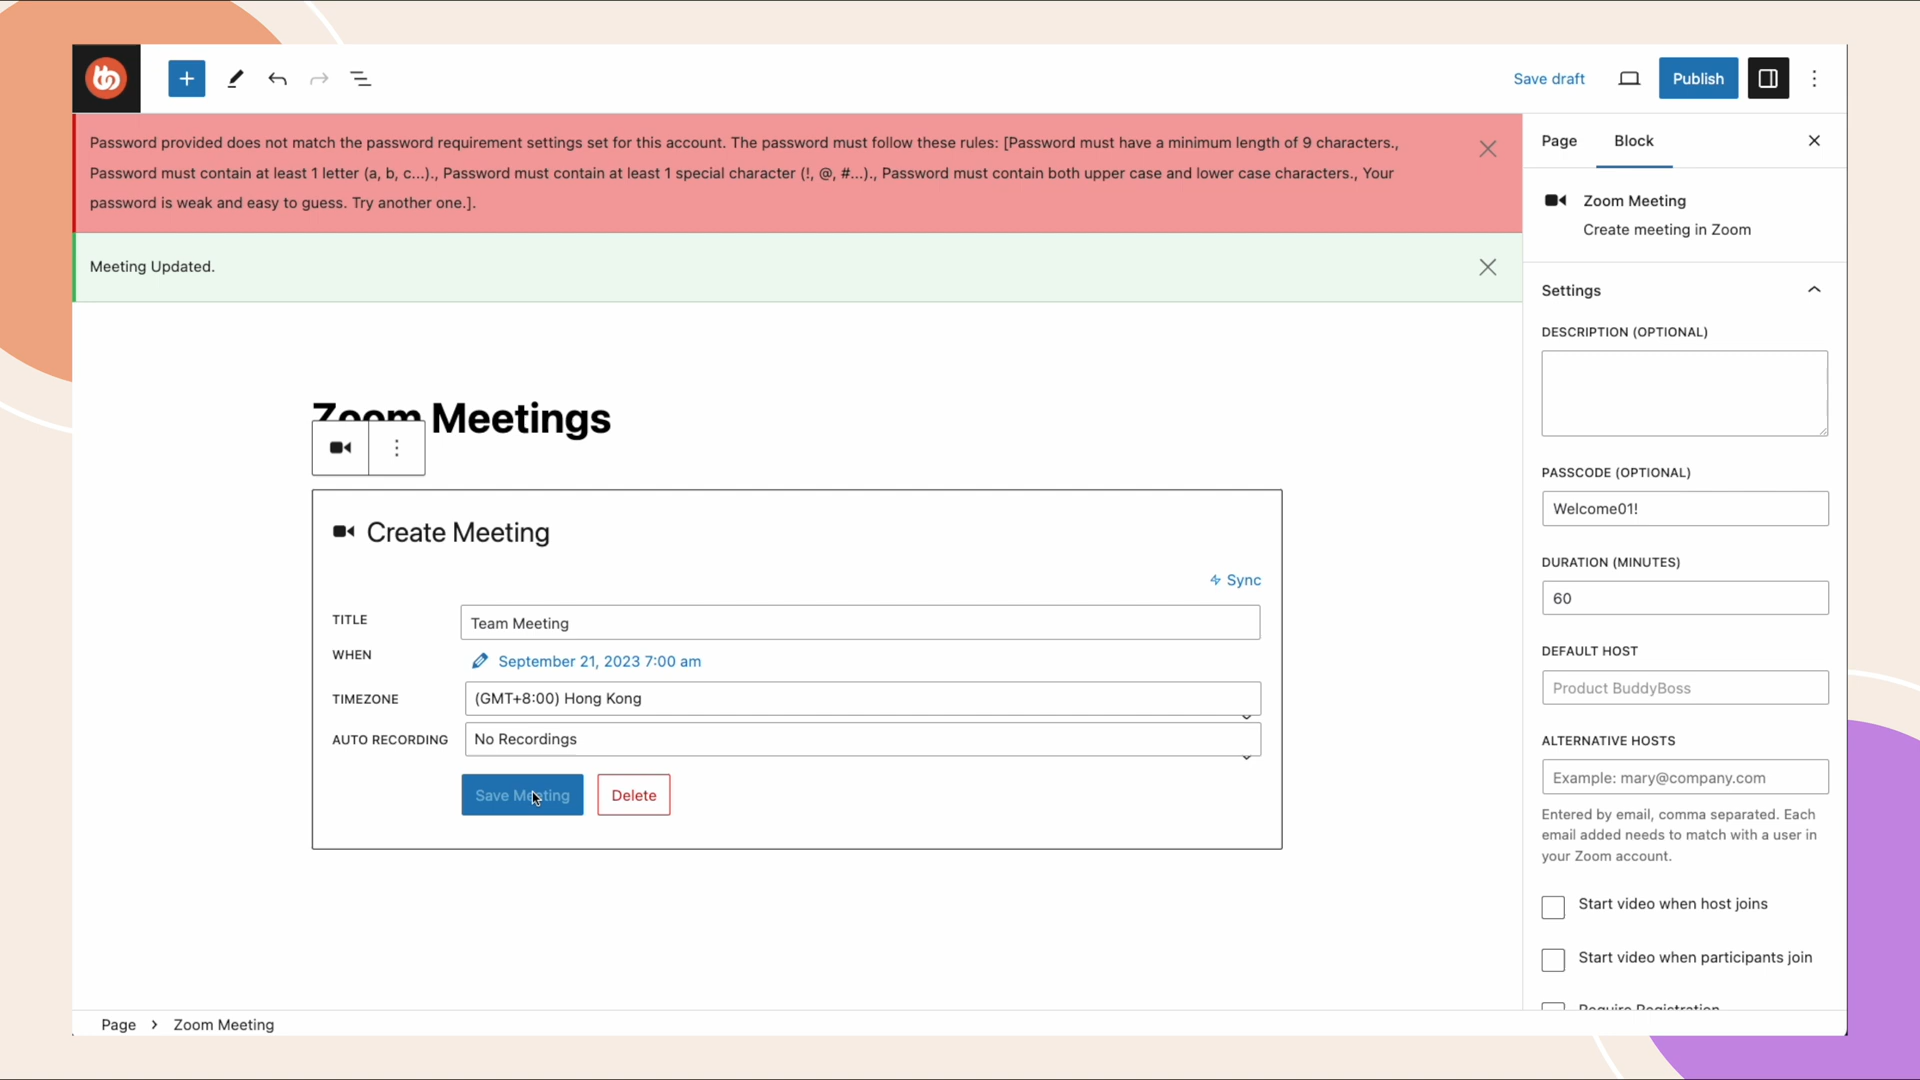 Save draft
Publish
Password provided does not match the password requirement settings set for this account. The password must follow these rules: [Password must have a minimum length of 9 characters.,
Password must contain at least 1 letter (a, b, c...)., Password must contain at least 1 special character (!, @, #...)., Password must contain both upper case and lower case characters., Your
password is weak and easy to guess. Try another one.].
Meeting Updated.
Zoom Meetings
Create Meeting
Sync
TITLE
Team Meeting
WHEN
September 21, 2023 7:00 am
TIMEZONE
(GMT+8:00) Hong Kong
AUTO RECORDING
No Recordings
Save Meeting
Delete
Page
Block
Zoom Meeting
Create meeting in Zoom
Settings
DESCRIPTION (OPTIONAL)
PASSCODE (OPTIONAL)
Welcome01!
DURATION (MINUTES)
60
DEFAULT HOST
Product BuddyBoss
ALTERNATIVE HOSTS
Example: mary@company.com
Entered by email, comma separated. Each
email added needs to match with a user in
your Zoom account.
Start video when host joins
Start video when participants join
Require Registration
Page > Zoom Meeting